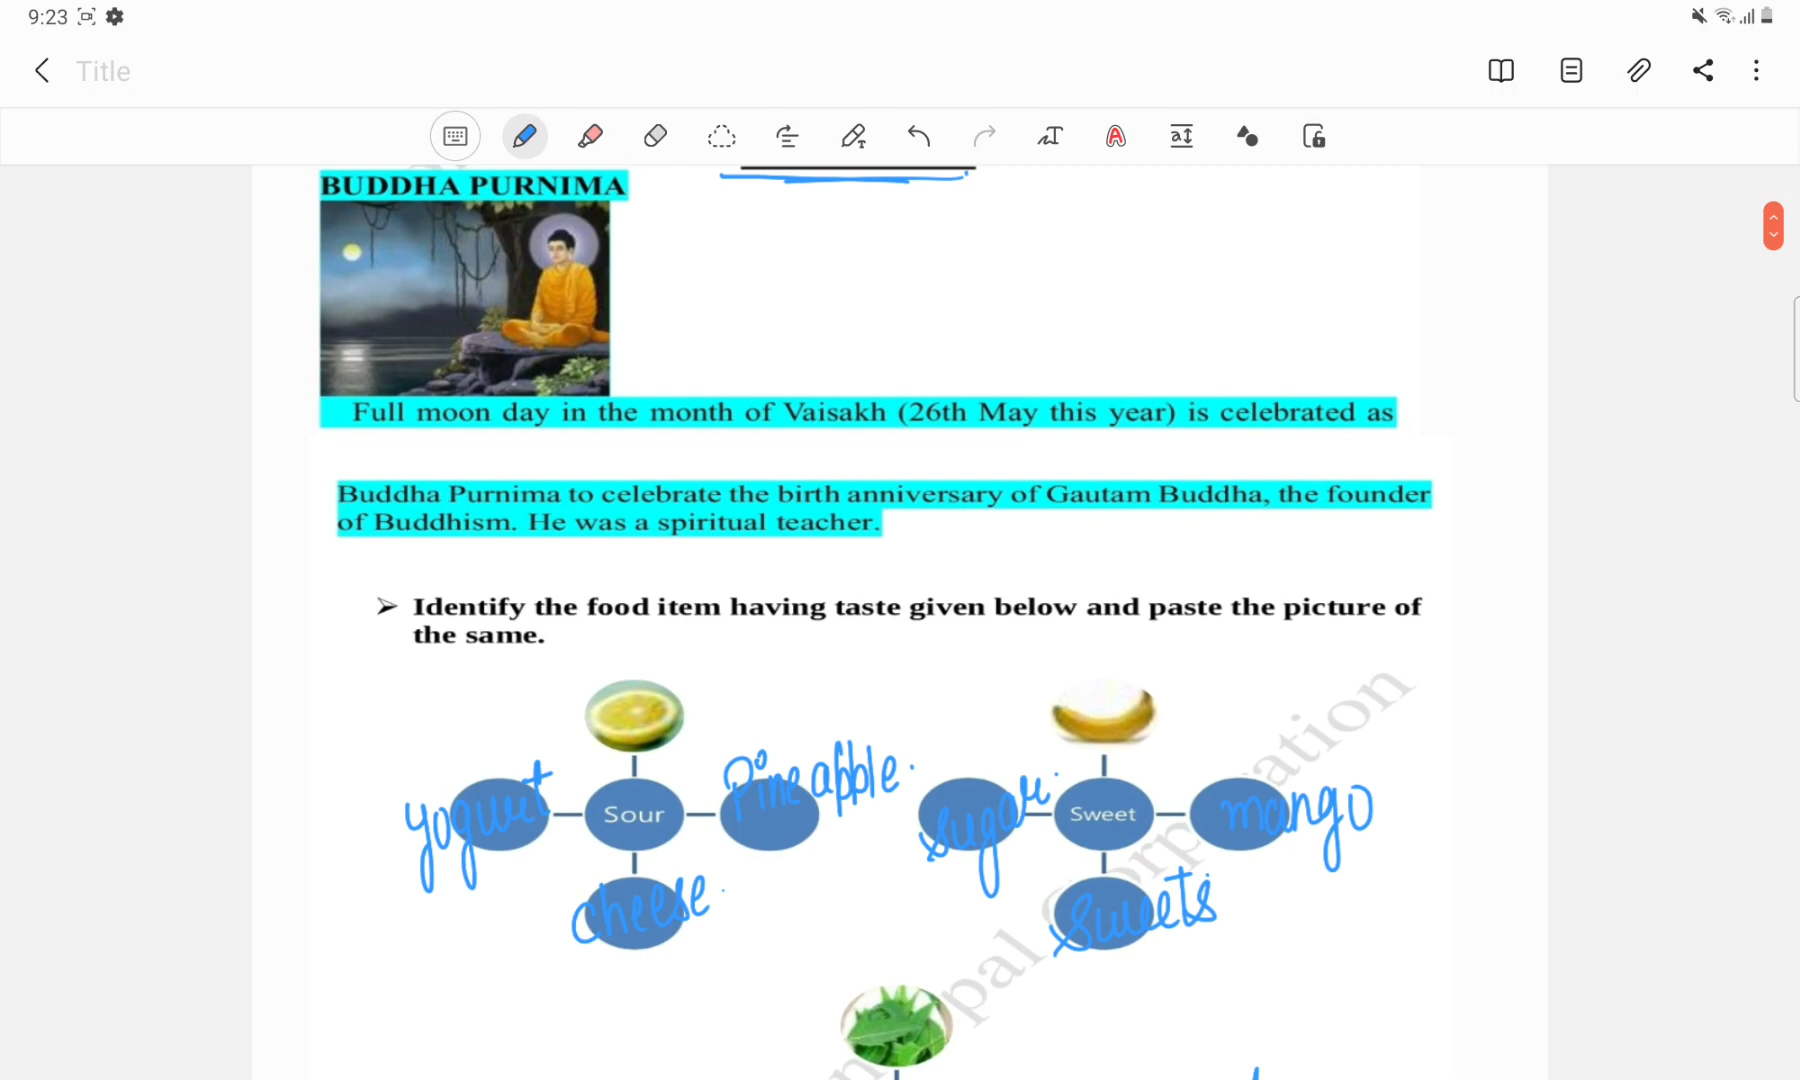 9:23
Title
BUDDHA PURNIMA
Full moon day in the month of Vaisakh (26th May this year) is celebrated as
Buddha Purnima to celebrate the birth anniversary of Gautam Buddha, the founder
of Buddhism. He was a spiritual teacher.
➢ Identify the food item having taste given below and paste the picture of
the same.
yogurt Sour Pineapple.
cheese.
sugar Sweet mango
sweets
pal Corporation